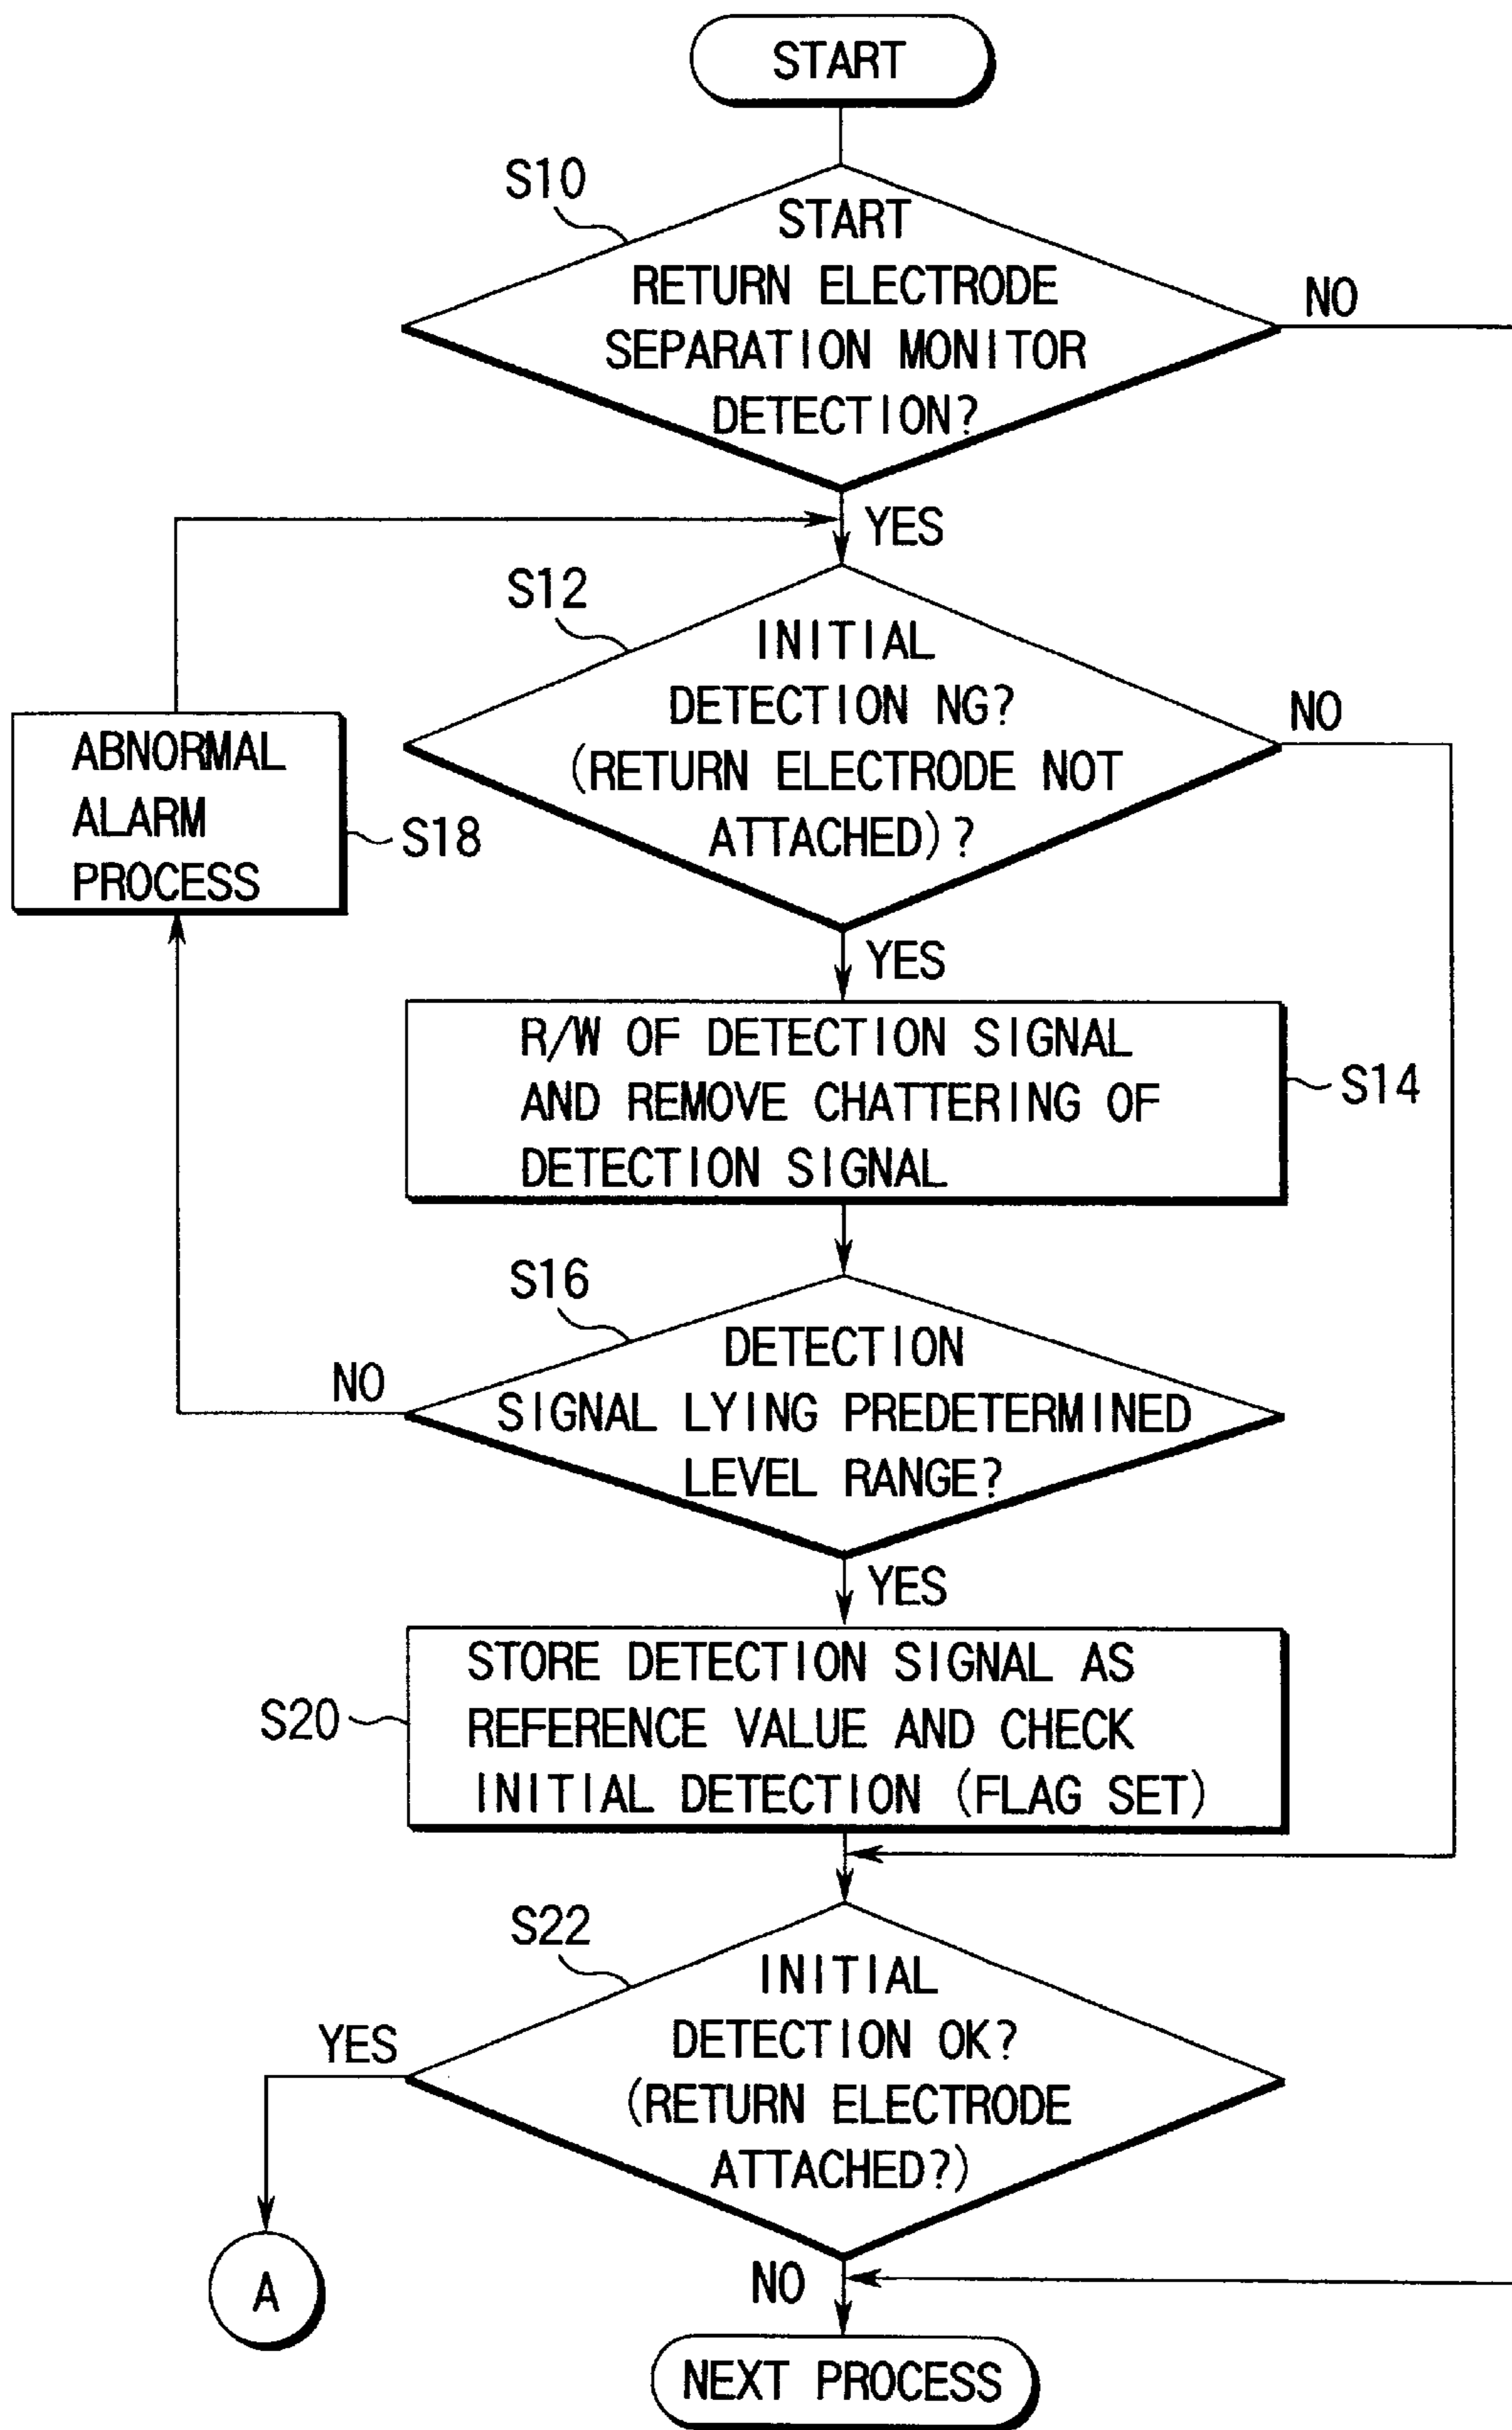 START
S10
START
RETURN ELECTRODE
SEPARATION MONITOR
DETECTION?
NO
YES
S12
INITIAL
DETECTION NG?
(RETURN ELECTRODE NOT
ATTACHED)?
NO
ABNORMAL
ALARM
PROCESS
S18
YES
R/W OF DETECTION SIGNAL
AND REMOVE CHATTERING OF
DETECTION SIGNAL
S14
S16
DETECTION
SIGNAL LYING PREDETERMINED
LEVEL RANGE?
NO
YES
STORE DETECTION SIGNAL AS
REFERENCE VALUE AND CHECK
INITIAL DETECTION (FLAG SET)
S20
S22
INITIAL
DETECTION OK?
(RETURN ELECTRODE
ATTACHED?)
YES
A
NO
NEXT PROCESS